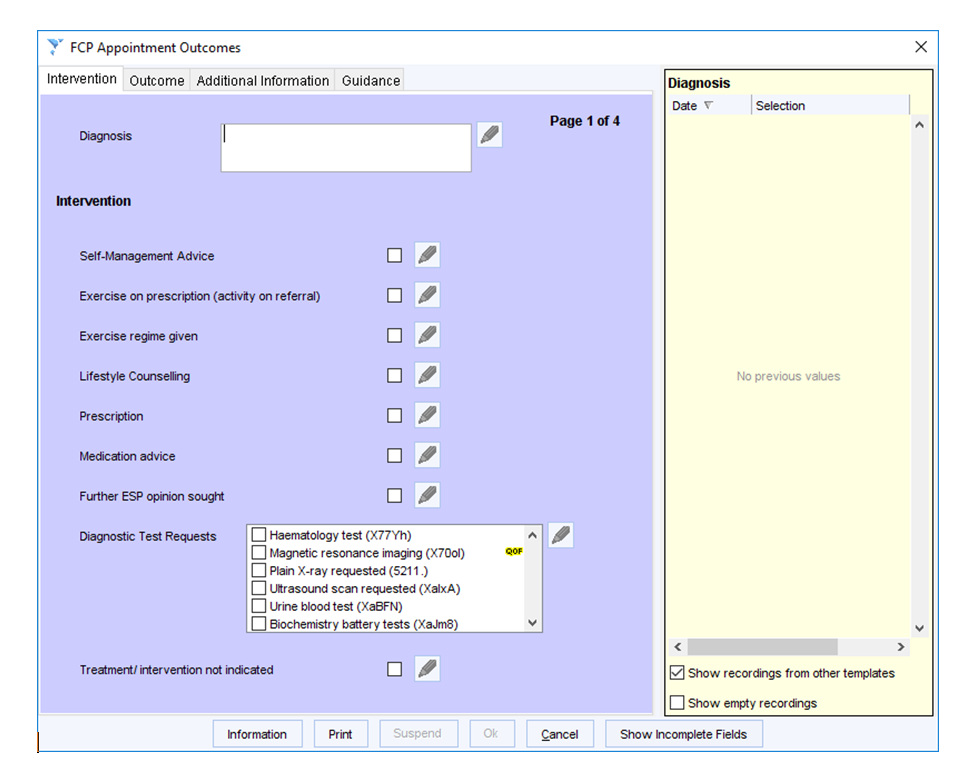 FCP Appointment Outcomes
Intervention Outcome Additional Information Guidance
Diagnosis
Page 1 of 4
Intervention
Self-Management Advice
Exercise on prescription (activity on referral)
Exercise regime given
Lifestyle Counselling
Prescription
Medication advice
Further ESP opinion sought
Diagnostic Test Requests
Haematology test (X77Yh)
Magnetic resonance imaging (X70ol) QOF
Plain X-ray requested (5211.)
Ultrasound scan requested (XaIxA)
Urine blood test (XaBFN)
Biochemistry battery tests (XaJm8)
Treatment/ intervention not indicated
Diagnosis
Date Selection
No previous values
Show recordings from other templates
Show empty recordings
Information Print Suspend Ok Cancel Show Incomplete Fields